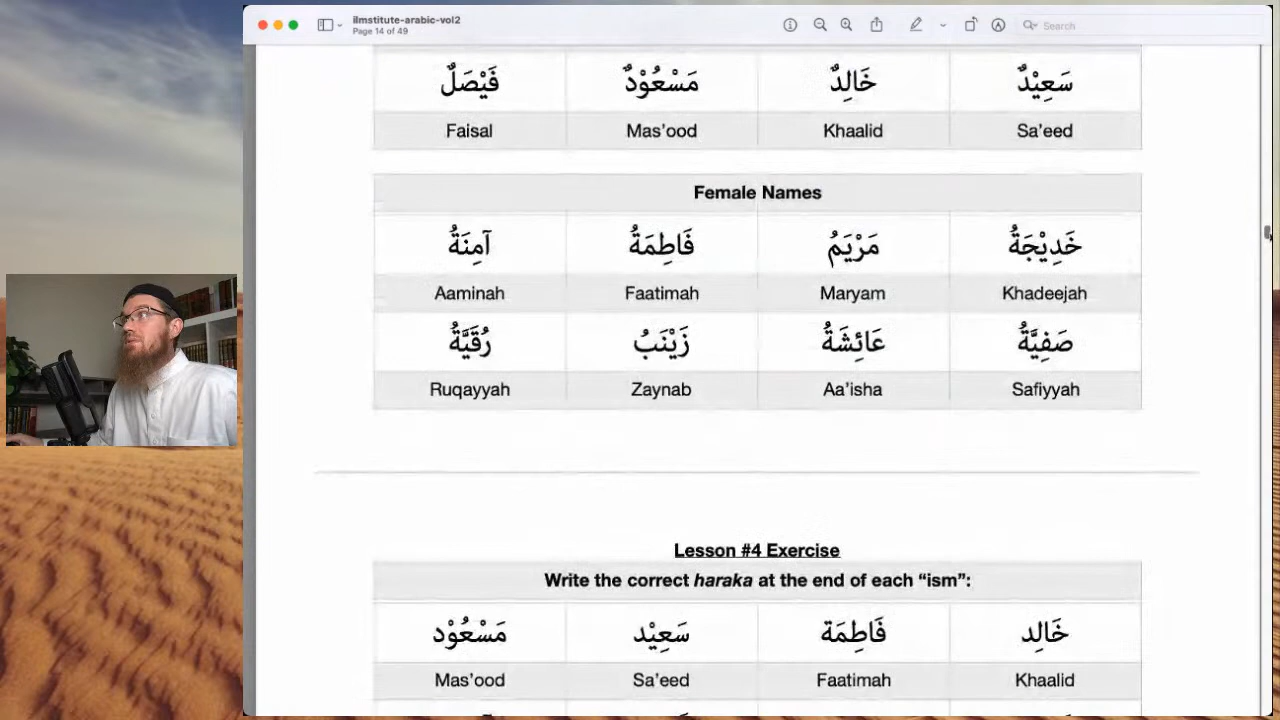 ilmstitute-arabic-vol2
Page 14 of 49
Search
سَعِيْدٌ خَالِدٌ مَسْعُوْدٌ فَيْصَلٌ
Faisal Mas’ood Khaalid Sa’eed
Female Names
خَدِيْجَةُ مَرْيَمُ فَاطِمَةُ آمِنَةُ
Aaminah Faatimah Maryam Khadeejah
صَفِيَّةُ عَائِشَةُ زَيْنَبُ رُقَيَّةُ
Ruqayyah Zaynab Aa’isha Safiyyah
Lesson #4 Exercise
Write the correct haraka at the end of each “ism”:
خَالِد فَاطِمَة سَعِيْد مَسْعُوْد
Mas’ood Sa’eed Faatimah Khaalid